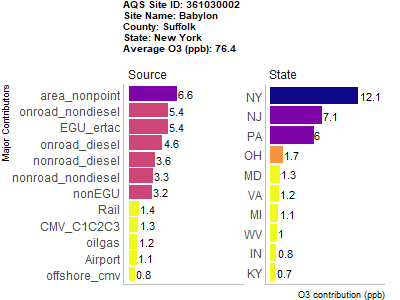 AQS Site ID: 361030002
Site Name: Babylon
County: Suffolk
State: New York
Average O3 (ppb): 76.4
Major Contributors
Source
area_nonpoint 6.6
onroad_nondiesel 5.4
EGU_ertac 5.4
onroad_diesel 4.6
nonroad_diesel 3.6
nonroad_nondiesel 3.3
nonEGU 3.2
Rail 1.4
CMV_C1C2C3 1.3
oilgas 1.2
Airport 1.1
offshore_cmv 0.8
State
NY 12.1
NJ 7.1
PA 6
OH 1.7
MD 1.3
VA 1.2
MI 1.1
WV 1
IN 0.8
KY 0.7
O3 contribution (ppb)